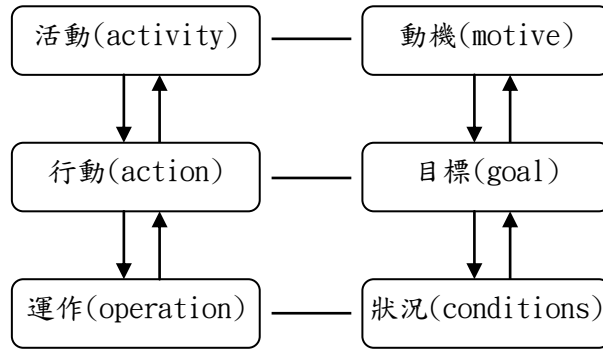 活動(activity)
動機(motive)
行動(action)
目標(goal)
運作(operation)
狀況(conditions)